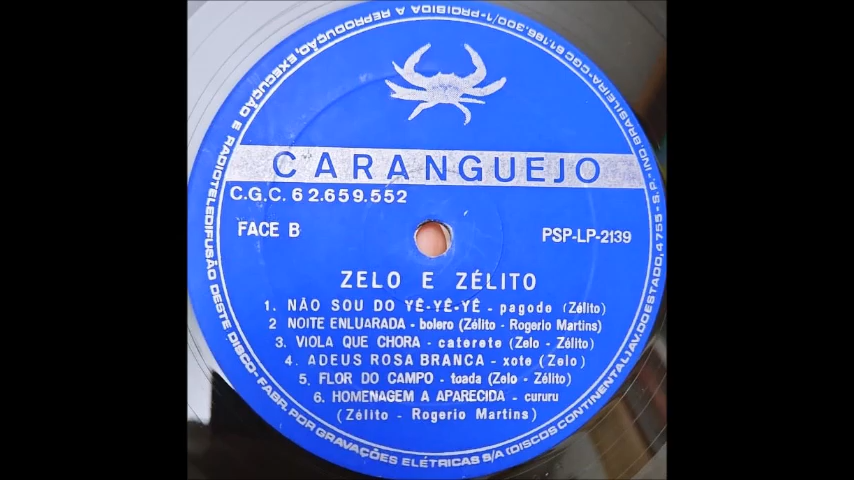 CARANGUEJO
C.G.C. 62.659.552
FACE B
PSP-LP-2139
ZELO E ZÉLITO
1. NÃO SOU DO YÊ-YÊ-YÊ - pagode (Zélito)
2 NOITE ENLUARADA - bolero (Zélito - Rogerio Martins)
3. VIOLA QUE CHORA - caterete (Zelo - Zélito)
4. ADEUS ROSA BRANCA - xote (Zelo)
5. FLOR DO CAMPO - toada (Zelo - Zélito)
6. HOMENAGEM A APARECIDA - cururu
(Zélito - Rogerio Martins)
PROIBIDA A REPRODUÇÃO, EXECUÇÃO E RADIOTELEDIFUSÃO DESTE DISCO - FABR. POR GRAVAÇÕES ELÉTRICAS S/A (DISCOS CONTINENTAL) AV. DO ESTADO, 4755 - S. P. - IND. BRASILEIRA - CGC 61.186.300/1 -